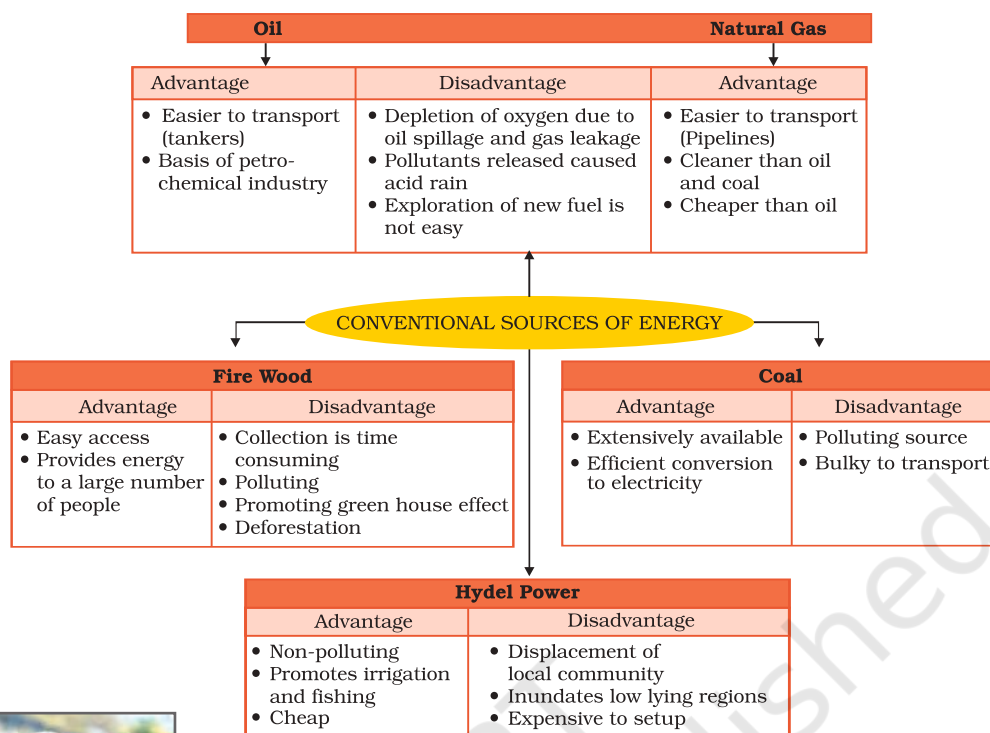 Oil
Natural Gas
Advantage
Disadvantage
Advantage
• Easier to transport
(tankers)
• Basis of petro-
chemical industry
• Depletion of oxygen due to
oil spillage and gas leakage
• Pollutants released caused
acid rain
• Exploration of new fuel is
not easy
• Easier to transport
(Pipelines)
• Cleaner than oil
and coal
• Cheaper than oil
CONVENTIONAL SOURCES OF ENERGY
Fire Wood
Advantage
Disadvantage
• Easy access
• Provides energy
to a large number
of people
• Collection is time
consuming
• Polluting
• Promoting green house effect
• Deforestation
Coal
Advantage
Disadvantage
• Extensively available
• Efficient conversion
to electricity
• Polluting source
• Bulky to transport
Hydel Power
Advantage
Disadvantage
• Non-polluting
• Promotes irrigation
and fishing
• Cheap
• Displacement of
local community
• Inundates low lying regions
• Expensive to setup